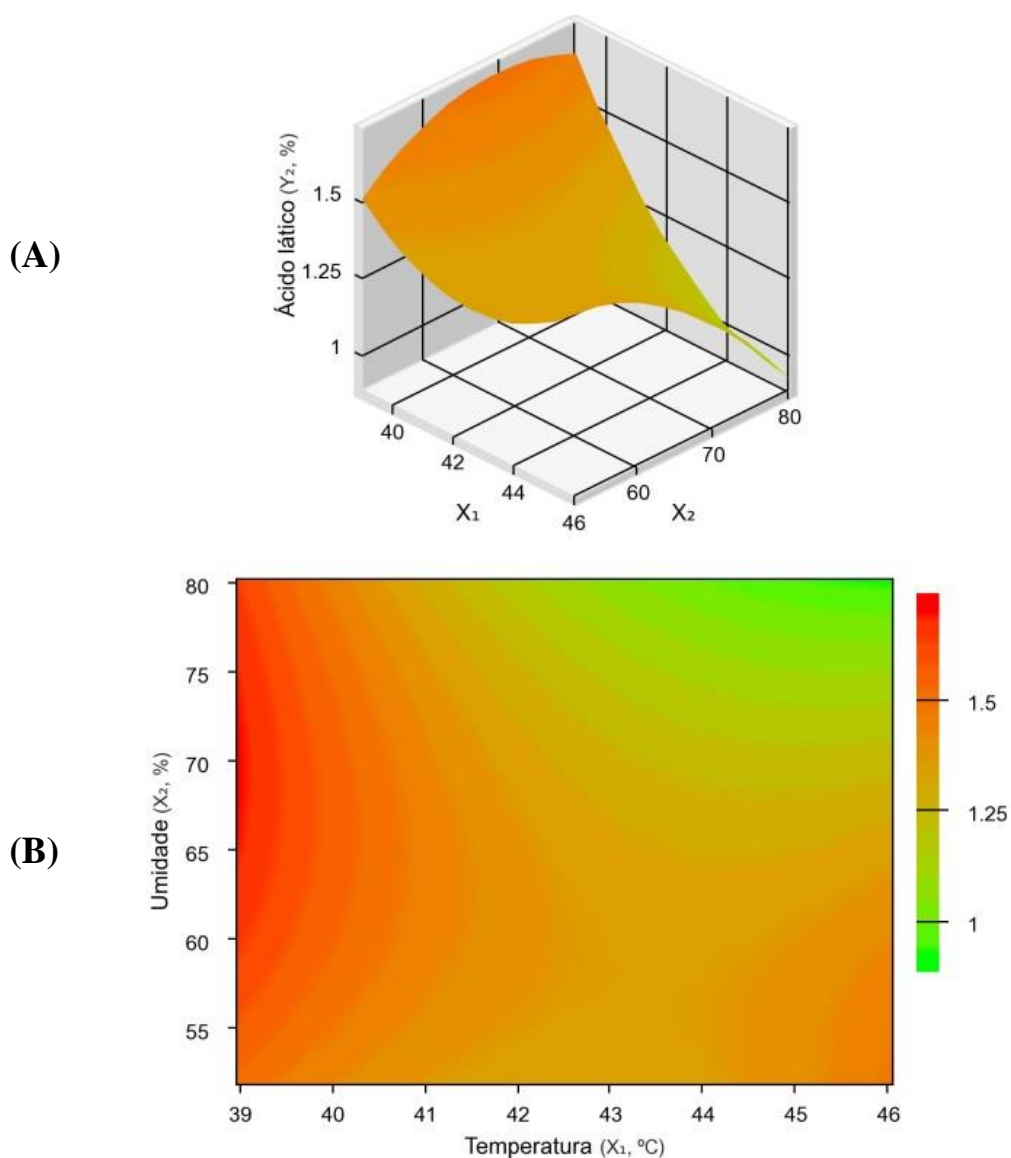 (A)
Ácido lático (Y₂, %)
1.5
1.25
1
40
42
44
46
X₁
60
70
80
X₂
(B)
Umidade (X₂, %)
80
75
70
65
60
55
39 40 41 42 43 44 45 46
Temperatura (X₁, ºC)
1.5
1.25
1